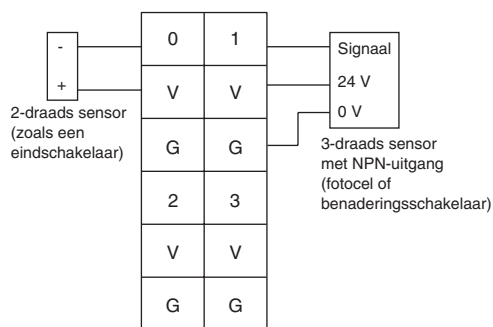 -
+
2-draads sensor
(zoals een
eindschakelaar)
0 1
V V
G G
2 3
V V
G G
Signaal
24 V
0 V
3-draads sensor
met NPN-uitgang
(fotocel of
benaderingsschakelaar)